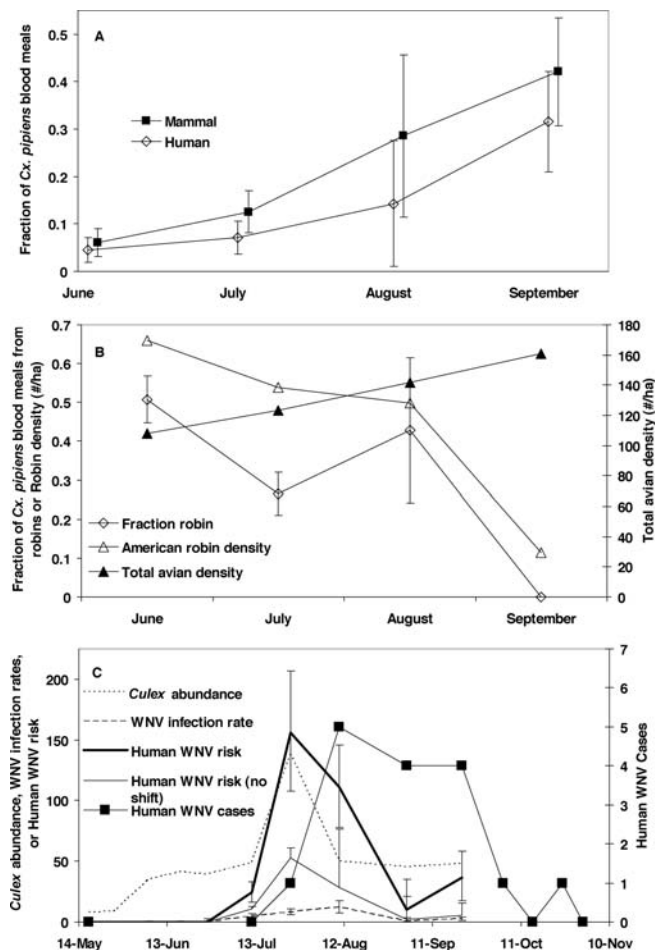 A
Fraction of Cx. pipiens blood meals
0.5
0.4
0.3
0.2
0.1
0
Mammal
Human
June
July
August
September
B
Fraction of Cx. pipiens blood meals from
robins or Robin density (#/ha)
0.7
0.6
0.5
0.4
0.3
0.2
0.1
0
Fraction robin
American robin density
Total avian density
180
160
140
120
100
80
60
40
20
0
Total avian density (#/ha)
June
July
August
September
C
Culex abundance, WNV infection rates,
or Human WNV risk
200
150
100
50
0
Culex abundance
WNV infection rate
Human WNV risk
Human WNV risk (no
shift)
Human WNV cases
7
6
5
4
3
2
1
0
Human WNV Cases
14-May
13-Jun
13-Jul
12-Aug
11-Sep
11-Oct
10-Nov